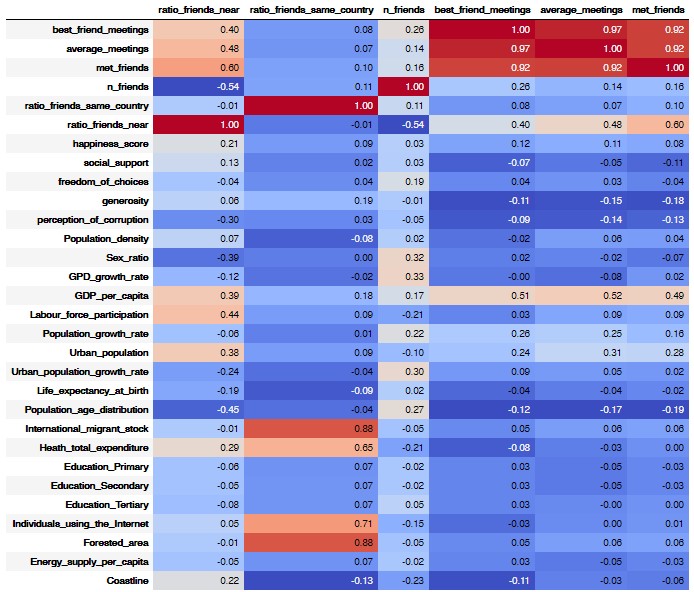 ratio_friends_near ratio_friends_same_country n_friends best_friend_meetings average_meetings met_friends
best_friend_meetings 0.40 0.08 0.26 1.00 0.97 0.92
average_meetings 0.48 0.07 0.14 0.97 1.00 0.92
met_friends 0.60 0.10 0.16 0.92 0.92 1.00
n_friends -0.54 0.11 1.00 0.26 0.14 0.16
ratio_friends_same_country -0.01 1.00 0.11 0.08 0.07 0.10
ratio_friends_near 1.00 -0.01 -0.54 0.40 0.48 0.60
happiness_score 0.21 0.09 0.03 0.12 0.11 0.08
social_support 0.13 0.02 0.03 -0.07 -0.05 -0.11
freedom_of_choices -0.04 0.04 0.19 0.04 0.03 -0.04
generosity 0.06 0.19 -0.01 -0.11 -0.15 -0.18
perception_of_corruption -0.30 0.03 -0.05 -0.09 -0.14 -0.13
Population_density 0.07 -0.08 0.02 -0.02 0.06 0.04
Sex_ratio -0.39 0.00 0.32 0.02 -0.02 -0.07
GPD_growth_rate -0.12 -0.02 0.33 -0.00 -0.08 0.02
GDP_per_capita 0.39 0.18 0.17 0.51 0.52 0.49
Labour_force_participation 0.44 0.09 -0.21 0.03 0.09 0.09
Population_growth_rate -0.06 0.01 0.22 0.26 0.25 0.16
Urban_population 0.38 0.09 -0.10 0.24 0.31 0.28
Urban_population_growth_rate -0.24 -0.04 0.30 0.09 0.05 0.02
Life_expectancy_at_birth -0.19 -0.09 0.02 -0.04 -0.04 -0.02
Population_age_distribution -0.45 -0.04 0.27 -0.12 -0.17 -0.19
International_migrant_stock -0.01 0.88 -0.05 0.05 0.06 0.06
Heath_total_expenditure 0.29 0.65 -0.21 -0.08 -0.03 0.00
Education_Primary -0.06 0.07 -0.02 0.03 -0.05 -0.03
Education_Secondary -0.05 0.07 -0.02 0.03 -0.05 -0.03
Education_Tertiary -0.08 0.07 0.05 0.03 -0.00 0.00
Individuals_using_the_Internet 0.05 0.71 -0.15 -0.03 0.00 0.01
Forested_area -0.01 0.88 -0.05 0.05 0.06 0.06
Energy_supply_per_capita -0.05 0.07 -0.02 0.03 -0.05 -0.03
Coastline 0.22 -0.13 -0.23 -0.11 -0.03 -0.06